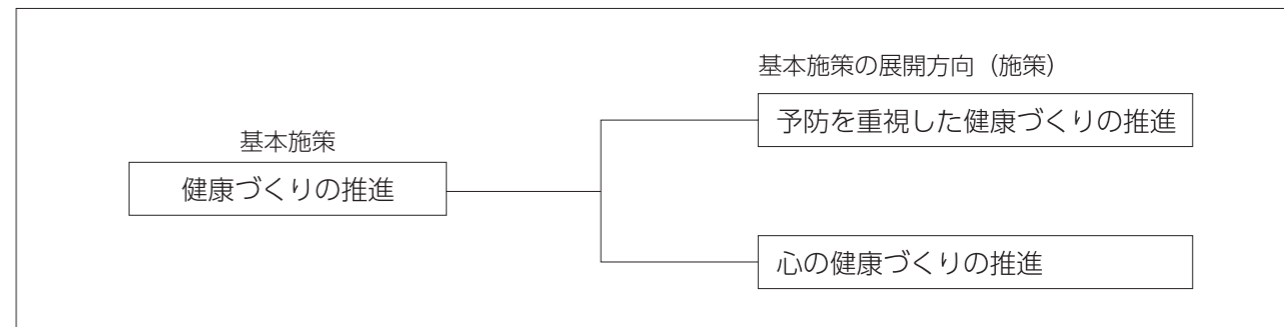 基本施策
健康づくりの推進
基本施策の展開方向（施策）
予防を重視した健康づくりの推進
心の健康づくりの推進